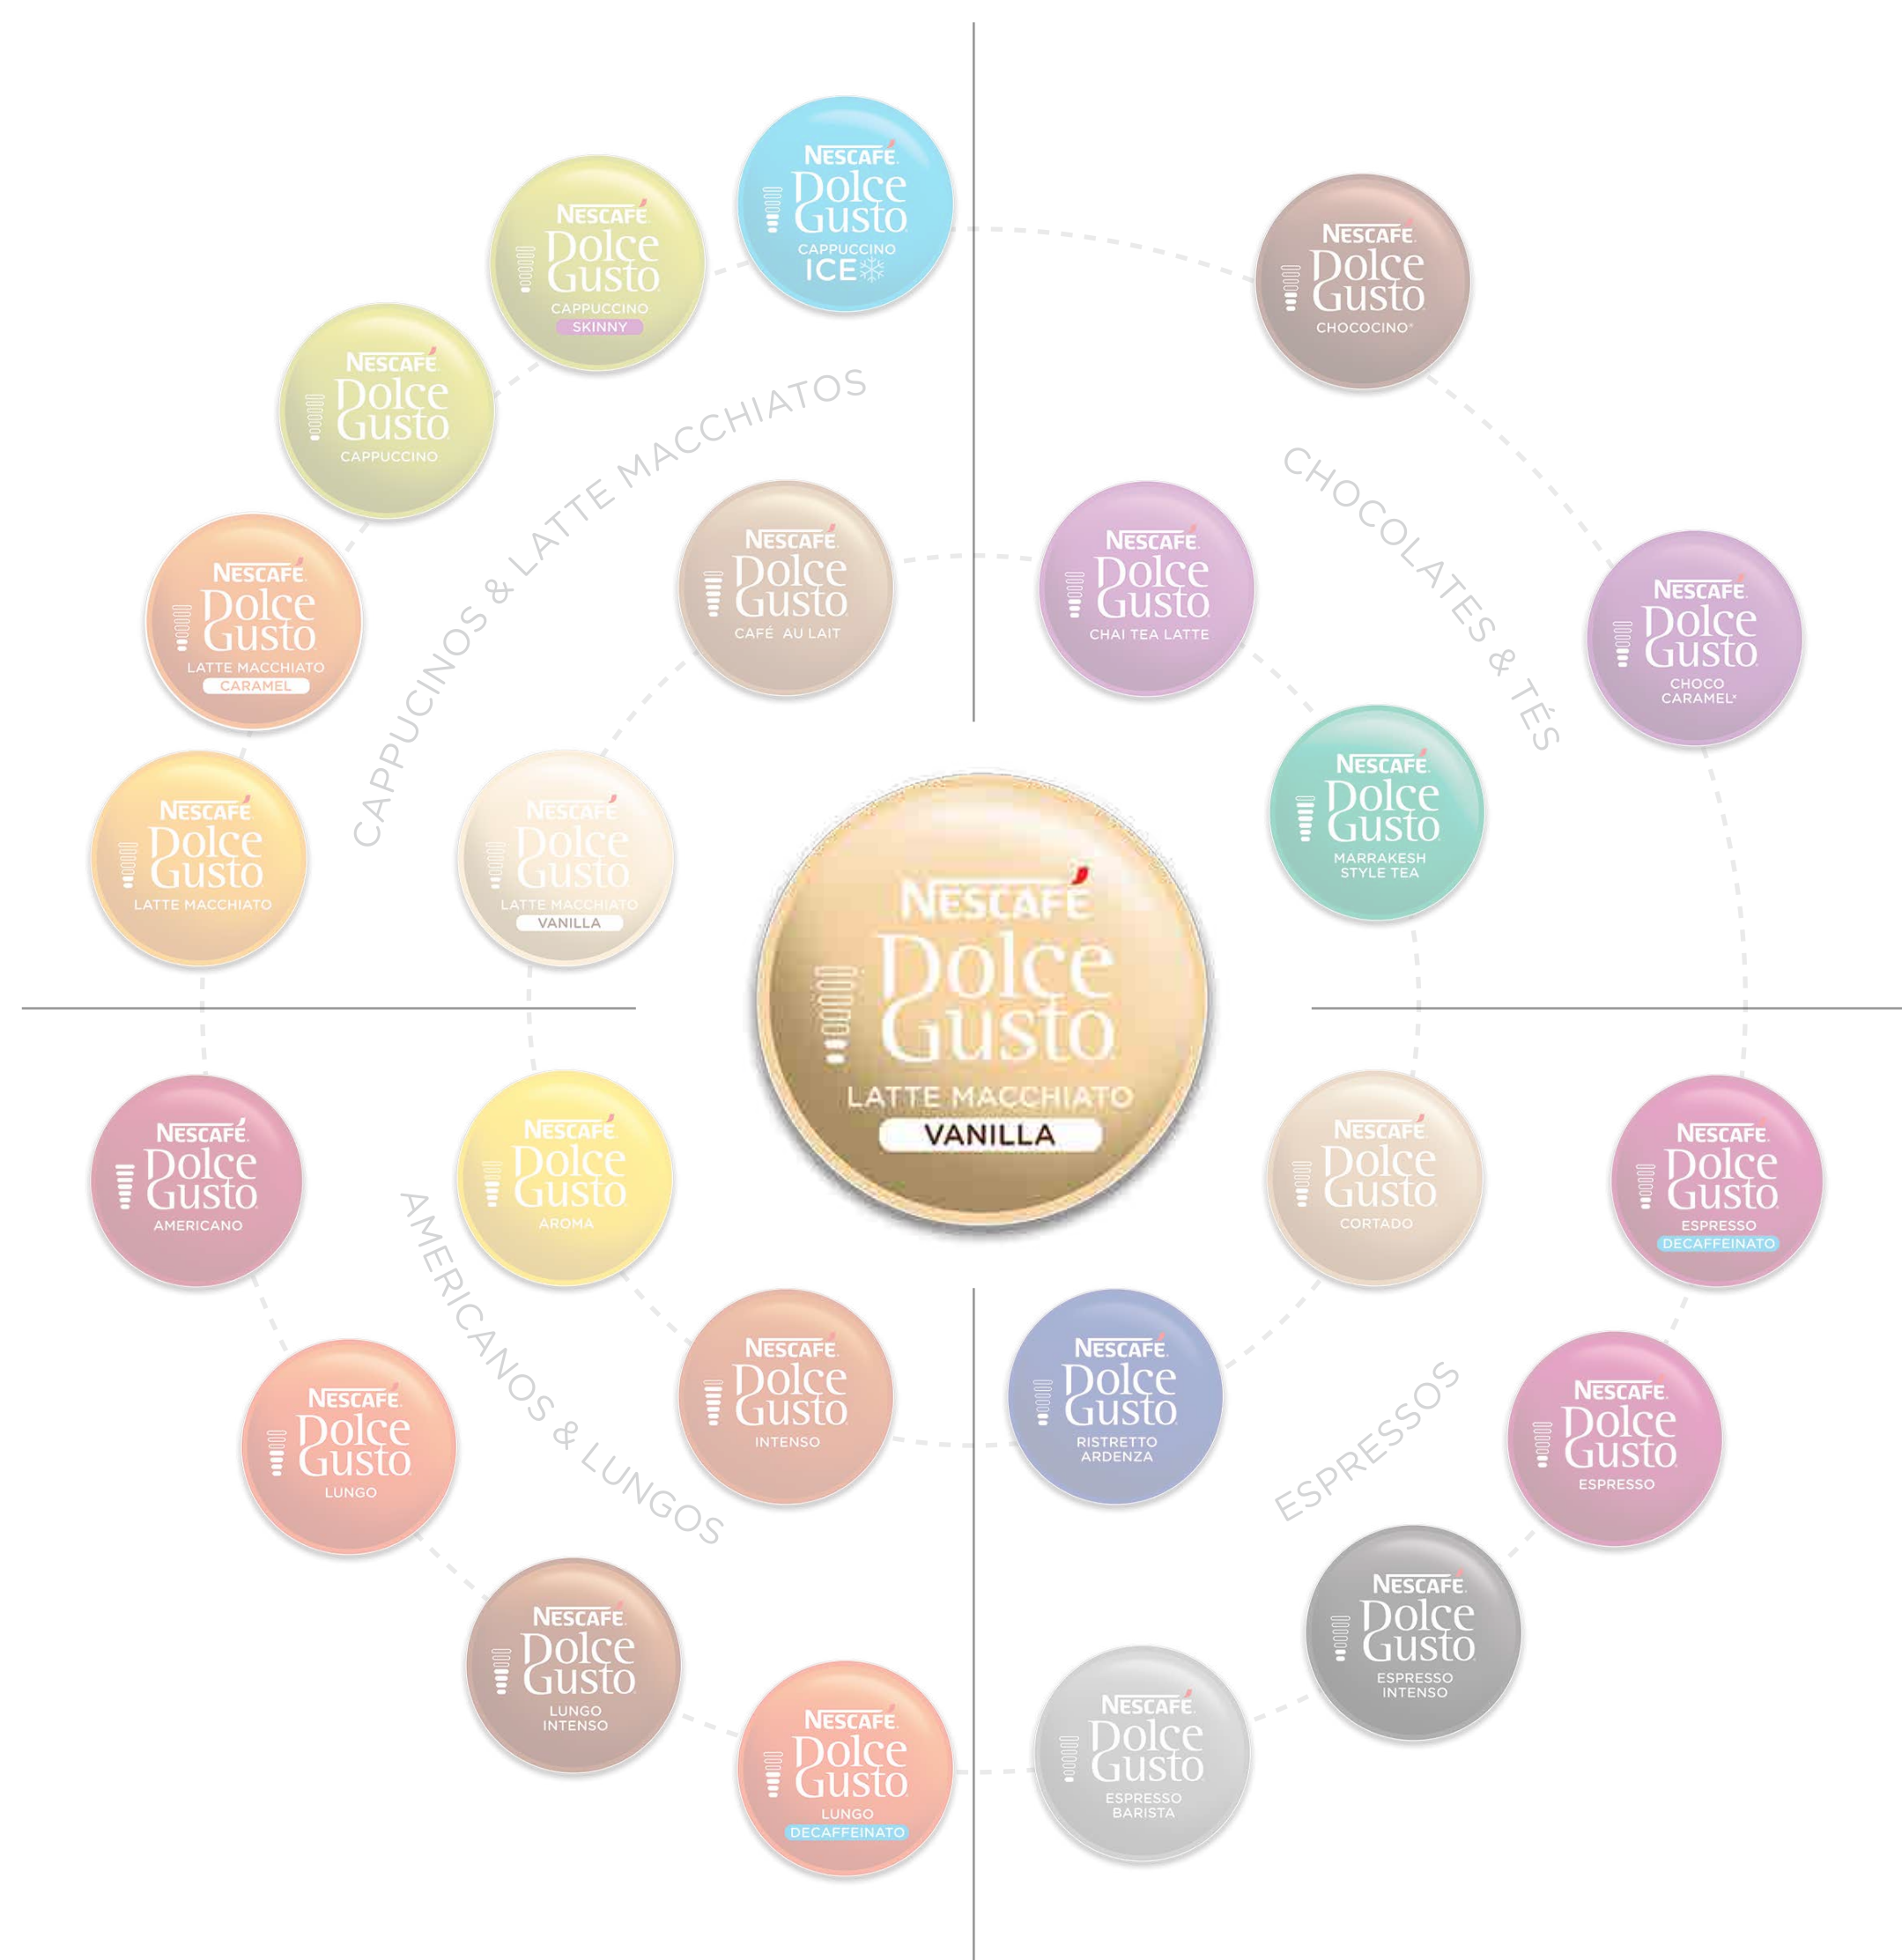 NESCAFÉ
Dolce
Gusto
CAPPUCCINO
ICE
NESCAFÉ
Dolce
Gusto
CAPPUCCINO
SKINNY
NESCAFÉ
Dolce
Gusto
CAPPUCCINO
NESCAFÉ
Dolce
Gusto
LATTE MACCHIATO
CARAMEL
NESCAFÉ
Dolce
Gusto
LATTE MACCHIATO
CAPPUCINOS & LATTE MACCHIATOS
NESCAFÉ
Dolce
Gusto
CAFÉ AU LAIT
NESCAFÉ
Dolce
Gusto
LATTE MACCHIATO
VANILLA
NESCAFÉ
Dolce
Gusto
CHOCOCINO®
NESCAFÉ
Dolce
Gusto
CHOCO
CARAMEL*
CHOCOLATES & TÉS
NESCAFÉ
Dolce
Gusto
CHAI TEA LATTE
NESCAFÉ
Dolce
Gusto
MARRAKESH
STYLE TEA
NESCAFÉ
Dolce
Gusto
LATTE MACCHIATO
VANILLA
NESCAFÉ
Dolce
Gusto
AMERICANO
NESCAFÉ
Dolce
Gusto
AROMA
AMERICANOS & LUNGOS
NESCAFÉ
Dolce
Gusto
LUNGO
NESCAFÉ
Dolce
Gusto
INTENSO
NESCAFÉ
Dolce
Gusto
LUNGO
INTENSO
NESCAFÉ
Dolce
Gusto
LUNGO
DECAFFEINATO
NESCAFÉ
Dolce
Gusto
CORTADO
NESCAFÉ
Dolce
Gusto
ESPRESSO
DECAFFEINATO
NESCAFÉ
Dolce
Gusto
RISTRETTO
ARDENZA
ESPRESSOS
NESCAFÉ
Dolce
Gusto
ESPRESSO
NESCAFÉ
Dolce
Gusto
ESPRESSO
INTENSO
NESCAFÉ
Dolce
Gusto
ESPRESSO
BARISTA